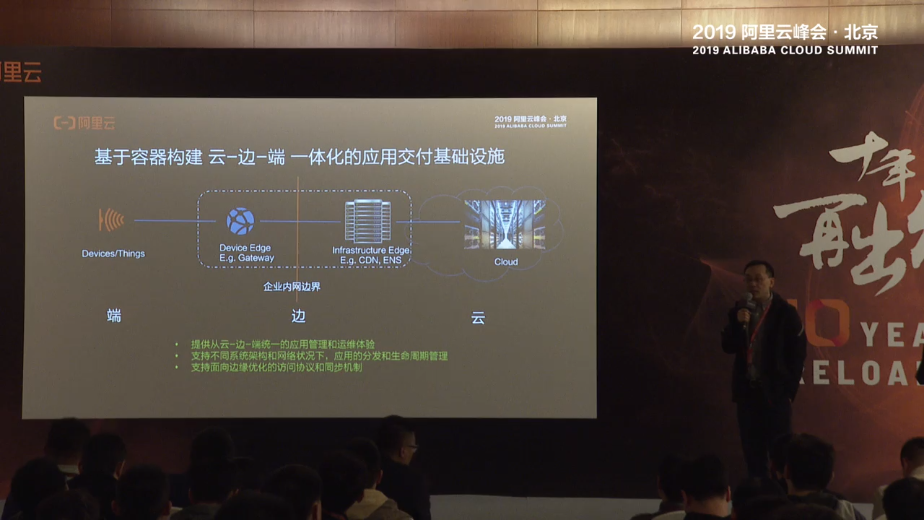 2019 阿里云峰会·北京
2019 ALIBABA CLOUD SUMMIT
阿里云
阿里云
2019 阿里云峰会·北京
2019 ALIBABA CLOUD SUMMIT
基于容器构建 云-边-端 一体化的应用交付基础设施
Devices/Things
Device Edge
E.g. Gateway
Infrastructure Edge
E.g. CDN, ENS
Cloud
企业内网边界
端
边
云
• 提供从云-边-端统一的应用管理和运维体验
• 支持不同系统架构和网络状况下，应用的分发和生命周期管理
• 支持面向边缘优化的访问协议和同步机制
十年
再出
10 YEA
RELOA